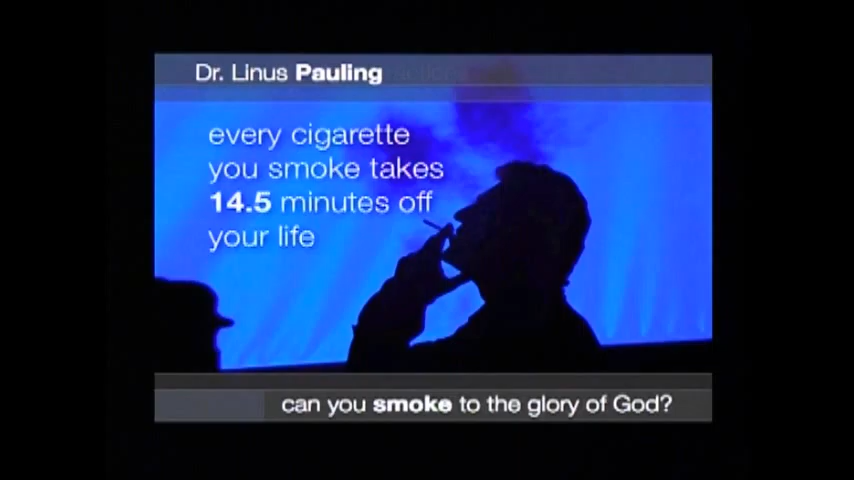 Dr. Linus Pauling
every cigarette
you smoke takes
14.5 minutes off
your life
can you smoke to the glory of God?